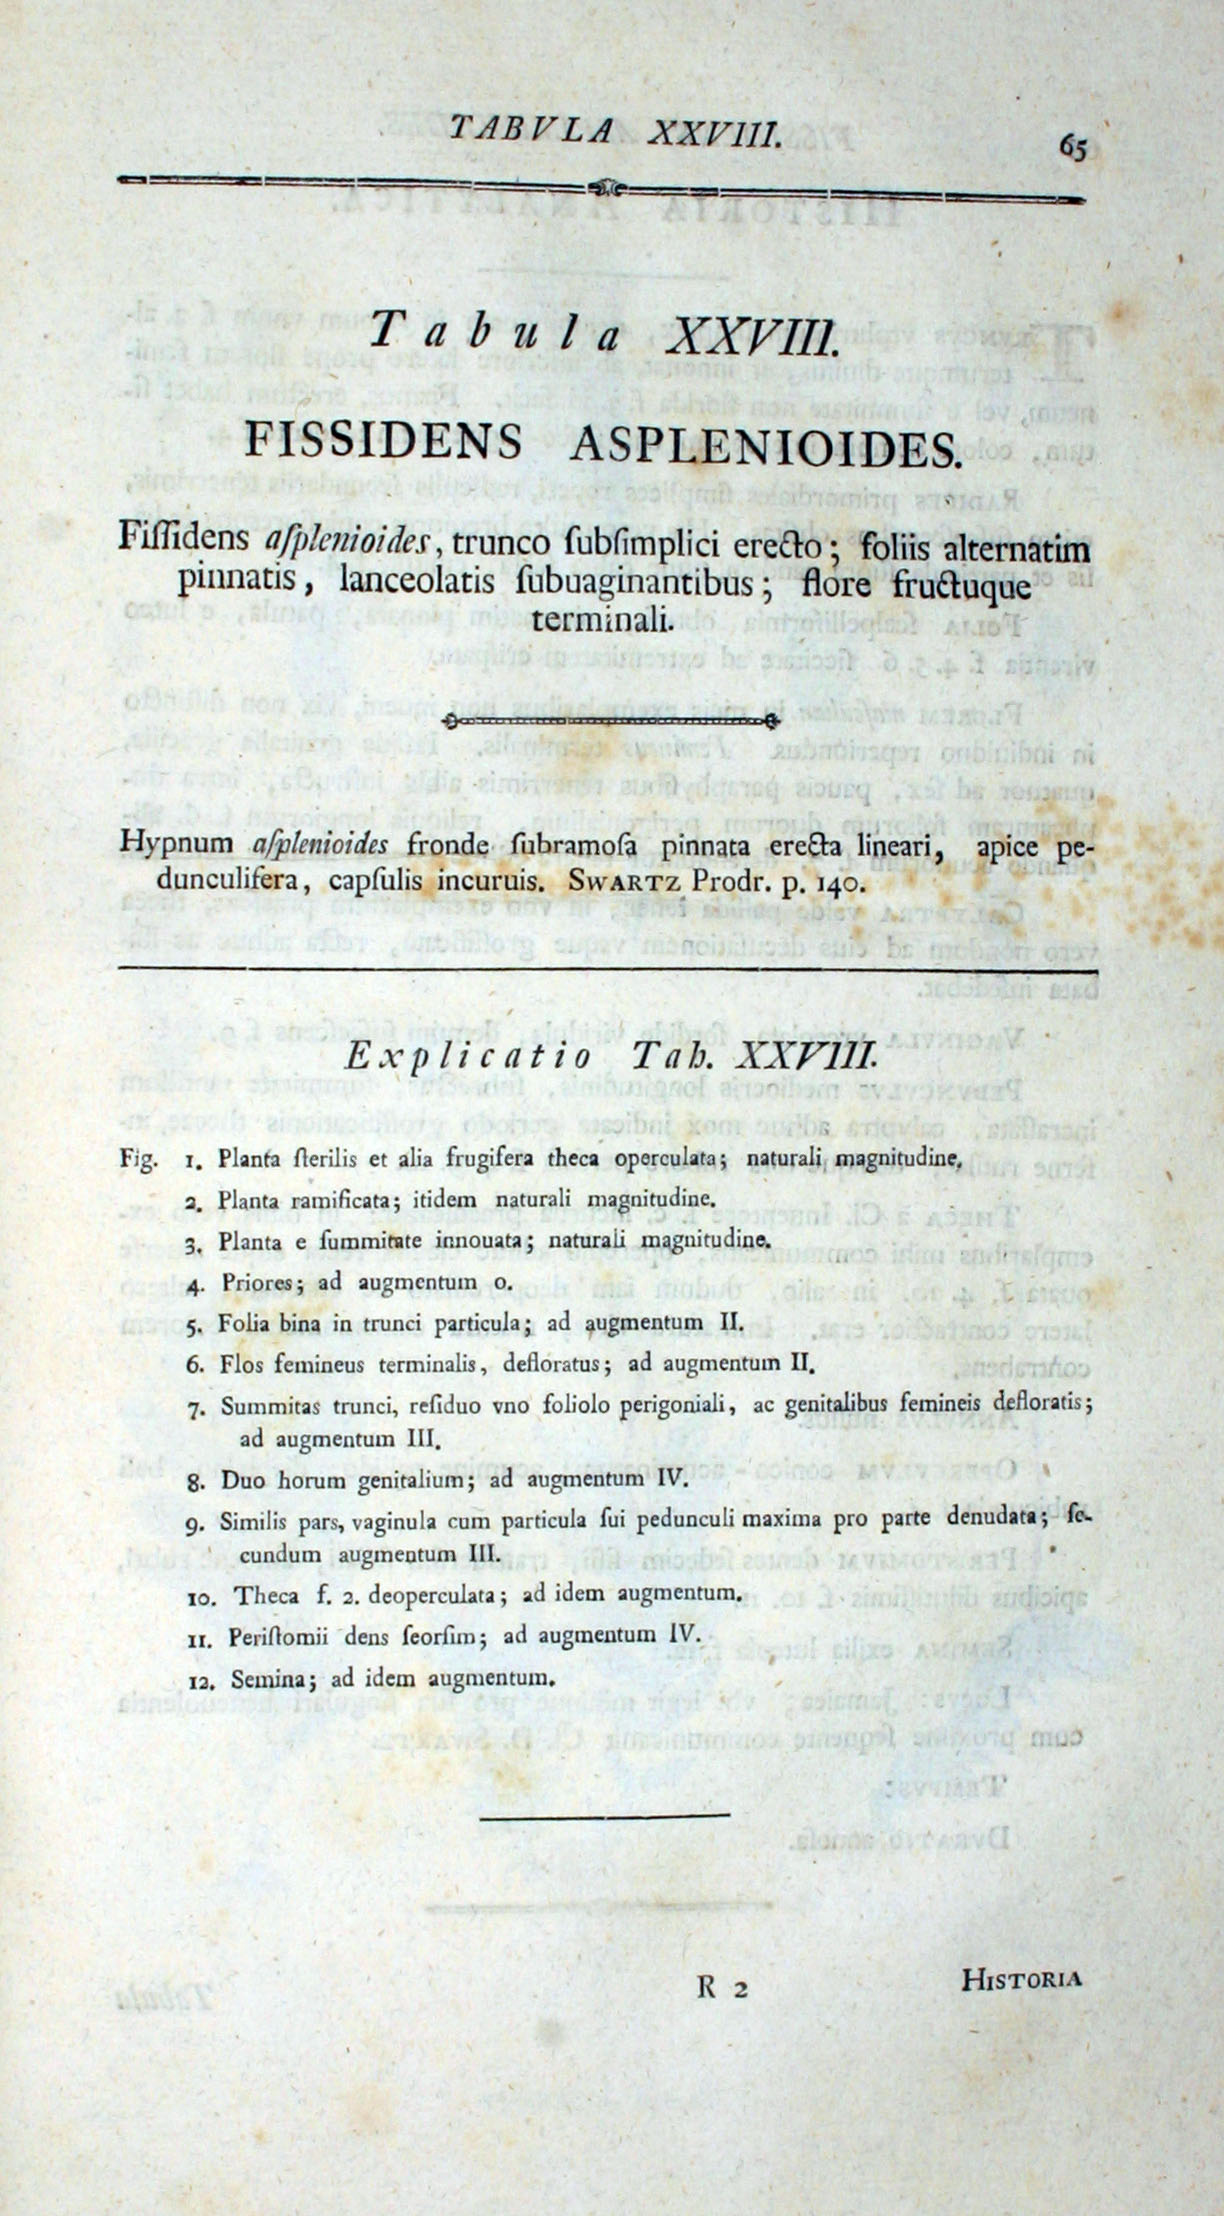 TABVLA XXVIII.
65
Tabula XXVIII.
FISSIDENS ASPLENIOIDES.
Fiſſidens aſplenioides, trunco ſubſimplici erecto; foliis alternatim
pinnatis, lanceolatis ſubuaginantibus; flore fructuque
terminali.
Hypnum aſplenioides fronde ſubramoſa pinnata erecta lineari, apice pe-
dunculifera, capſulis incuruis. SWARTZ Prodr. p. 140.
Explicatio Tab. XXVIII.
Fig. 1. Planta ſterilis et alia frugifera theca operculata; naturali magnitudine.
2. Planta ramificata; itidem naturali magnitudine.
3. Planta e ſummitate innouata; naturali magnitudine.
4. Priores; ad augmentum o.
5. Folia bina in trunci particula; ad augmentum II.
6. Flos femineus terminalis, defloratus; ad augmentum II.
7. Summitas trunci, reſiduo vno foliolo perigoniali, ac genitalibus femineis defloratis;
ad augmentum III.
8. Duo horum genitalium; ad augmentum IV.
9. Similis pars, vaginula cum particula ſui pedunculi maxima pro parte denudata; ſe-
cundum augmentum III.
10. Theca f. 2. deoperculata; ad idem augmentum.
11. Periſtomii dens ſeorſim; ad augmentum IV.
12. Semina; ad idem augmentum.
R 2
HISTORIA